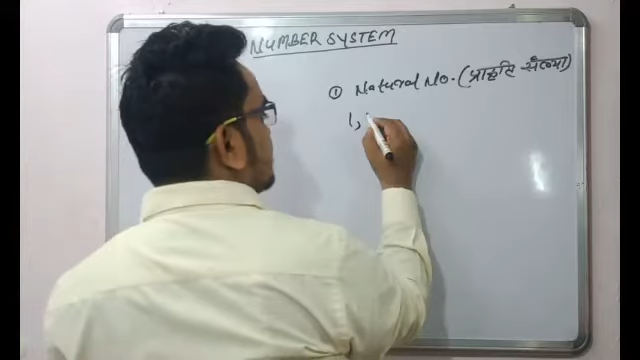 NUMBER SYSTEM
① Natural No. (प्राकृति संख्या)
1,